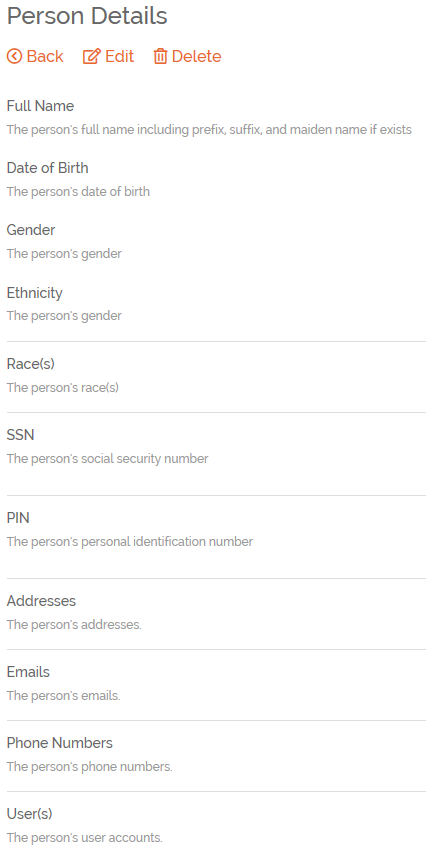 Person Details
Back Edit Delete
Full Name
The person's full name including prefix, suffix, and maiden name if exists
Date of Birth
The person's date of birth
Gender
The person's gender
Ethnicity
The person's gender
Race(s)
The person's race(s)
SSN
The person's social security number
PIN
The person's personal identification number
Addresses
The person's addresses.
Emails
The person's emails.
Phone Numbers
The person's phone numbers.
User(s)
The person's user accounts.